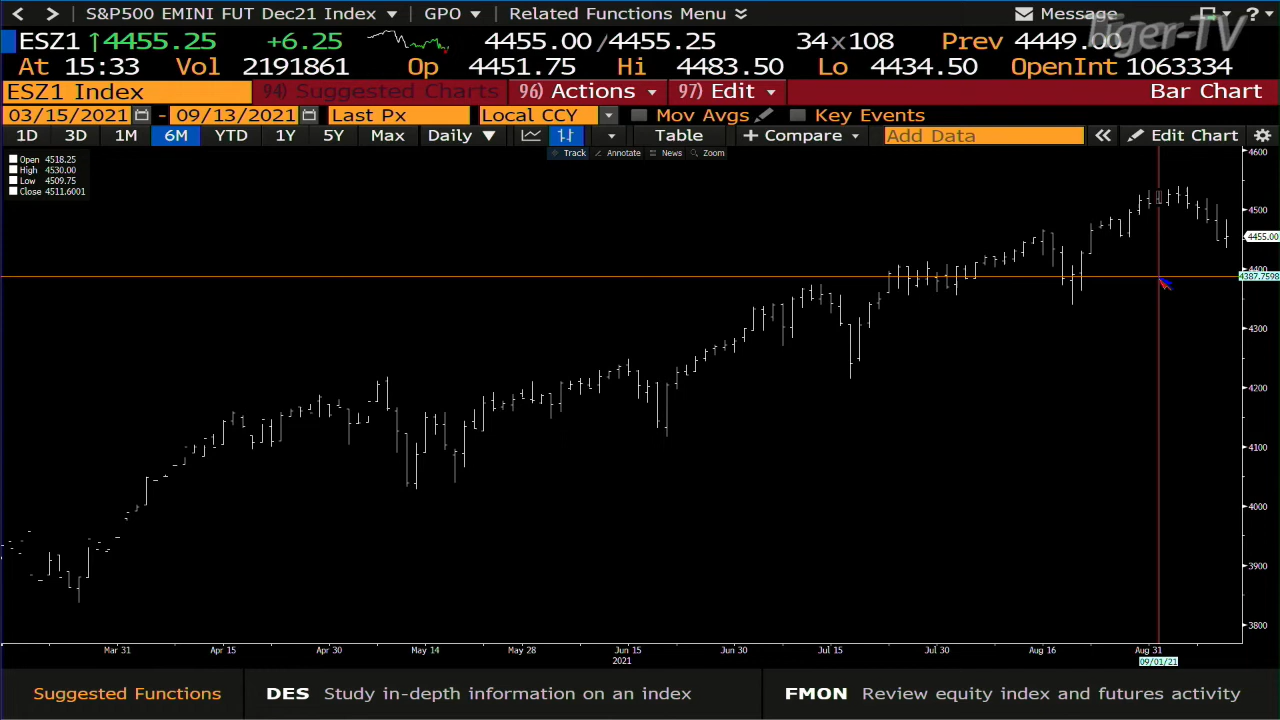 S&P500 EMINI FUT Dec21 Index GPO Related Functions Menu Message ?
ESZ1 ↑4455.25 +6.25 4455.00/4455.25 34x108 Prev 4449.00
At 15:33 Vol 2191861 Op 4451.75 Hi 4483.50 Lo 4434.50 OpenInt 1063334
ESZ1 Index 94) Suggested Charts 96) Actions 97) Edit Bar Chart
03/15/2021 - 09/13/2021 Last Px Local CCY Mov Avgs Key Events
1D 3D 1M 6M YTD 1Y 5Y Max Daily ▼ Table + Compare Add Data « Edit Chart
Track Annotate News Zoom
Open 4518.25
High 4530.00
Low 4509.75
Close 4511.6001
4600
4500
4455.00
4400
4387.7598
4300
4200
4100
4000
3900
3800
Mar 31 Apr 15 Apr 30 May 14 May 28 Jun 15 Jun 30 Jul 15 Jul 30 Aug 16 Aug 31
2021 09/01/21
Suggested Functions DES Study in-depth information on an index FMON Review equity index and futures activity